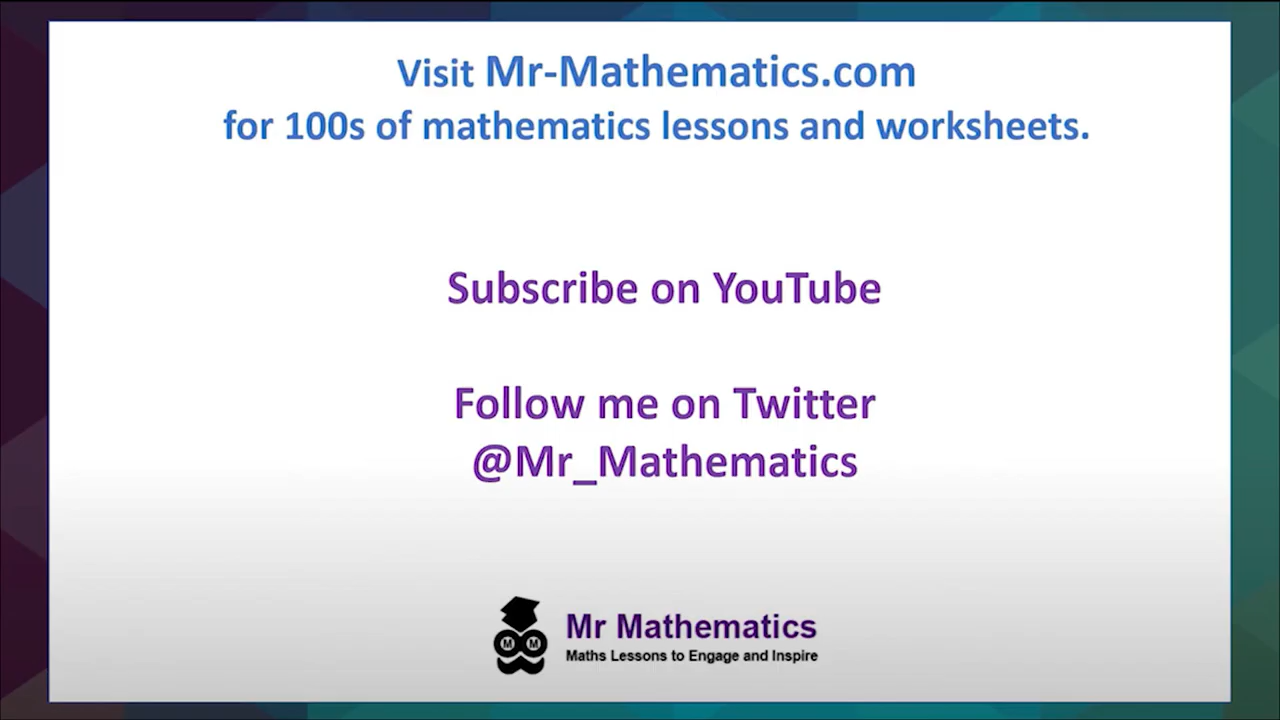 Visit Mr-Mathematics.com
for 100s of mathematics lessons and worksheets.
Subscribe on YouTube
Follow me on Twitter
@Mr_Mathematics
M M
Mr Mathematics
Maths Lessons to Engage and Inspire